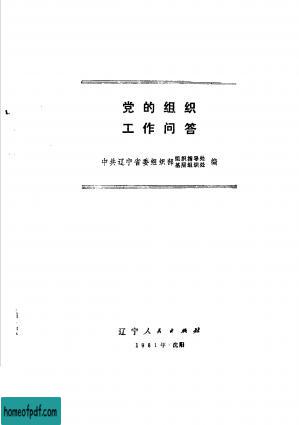 党的组织
工作问答
中共辽宁省委组织部组织指导处
基层组织处 编
辽宁人民出版社
1981年·沈阳
homeofpdf.com